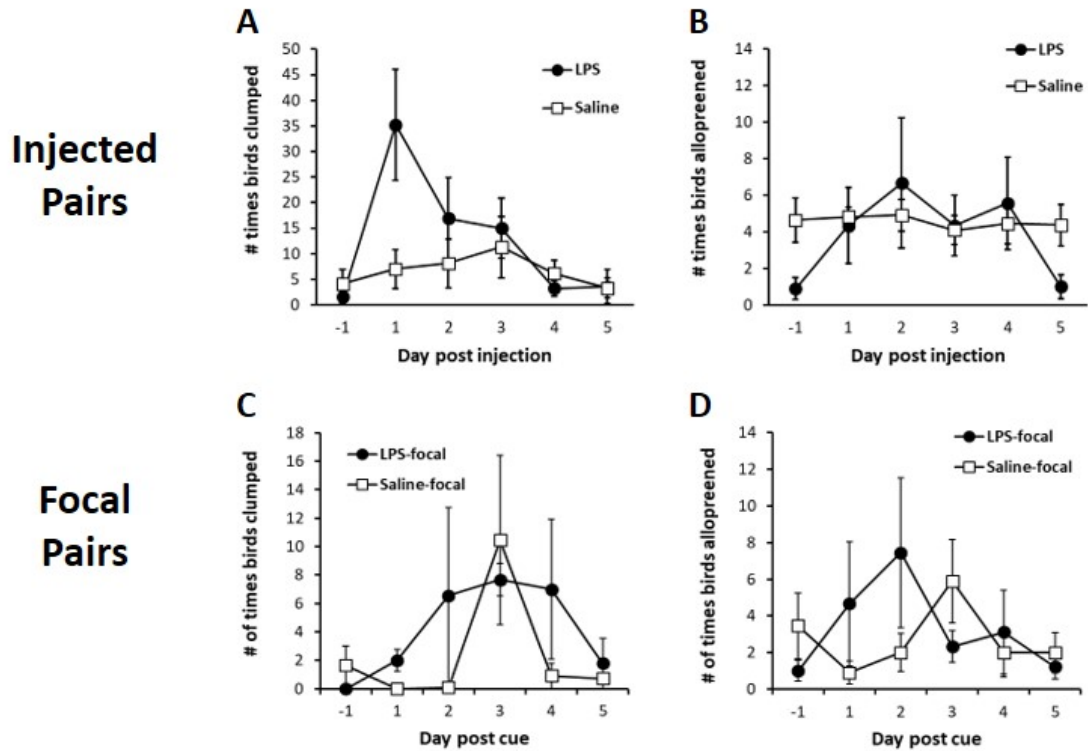 Injected
Pairs
A
# times birds clumped
50
45
40
35
30
25
20
15
10
5
0
LPS
Saline
-1 1 2 3 4 5
Day post injection
B
# times birds allopreened
14
12
10
8
6
4
2
0
LPS
Saline
-1 1 2 3 4 5
Day post injection
Focal
Pairs
C
# of times birds clumped
18
16
14
12
10
8
6
4
2
0
LPS-focal
Saline-focal
-1 1 2 3 4 5
Day post cue
D
# of times birds allopreened
14
12
10
8
6
4
2
0
LPS-focal
Saline-focal
-1 1 2 3 4 5
Day post cue